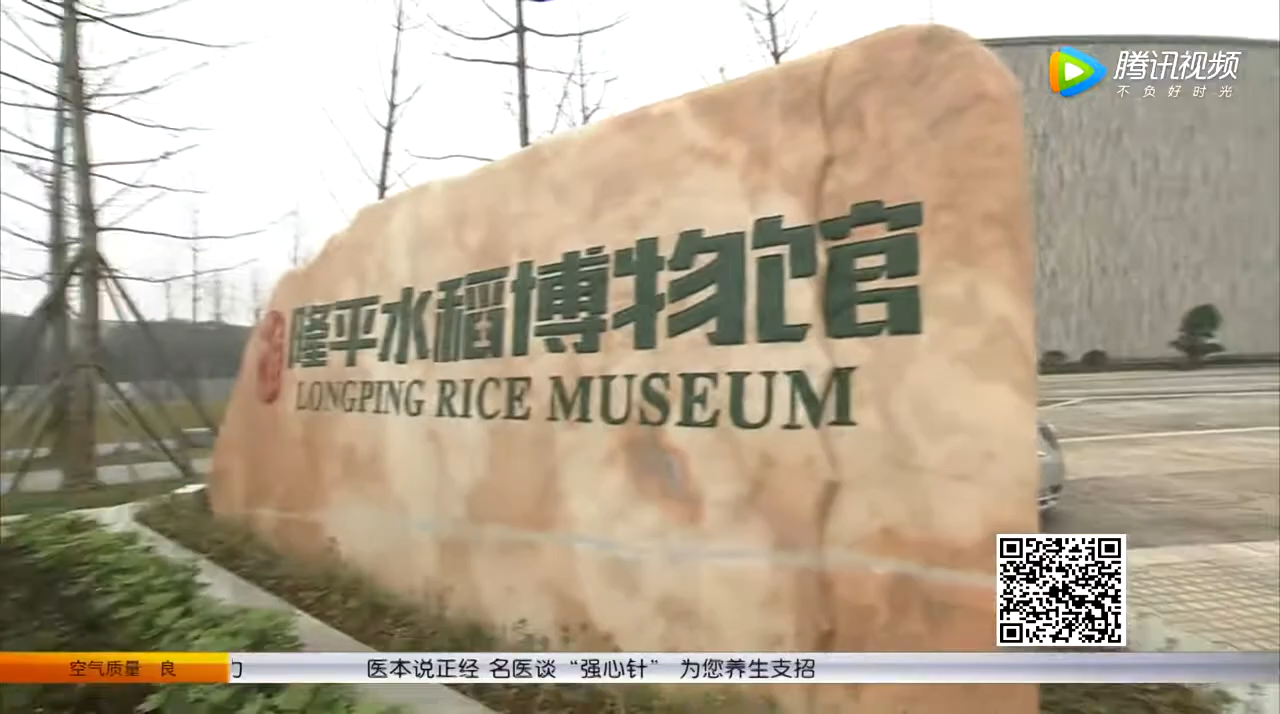 腾讯视频
不负好时光
隆平水稻博物馆
LONGPING RICE MUSEUM
空气质量 良
医本说正经 名医谈“强心针” 为您养生支招